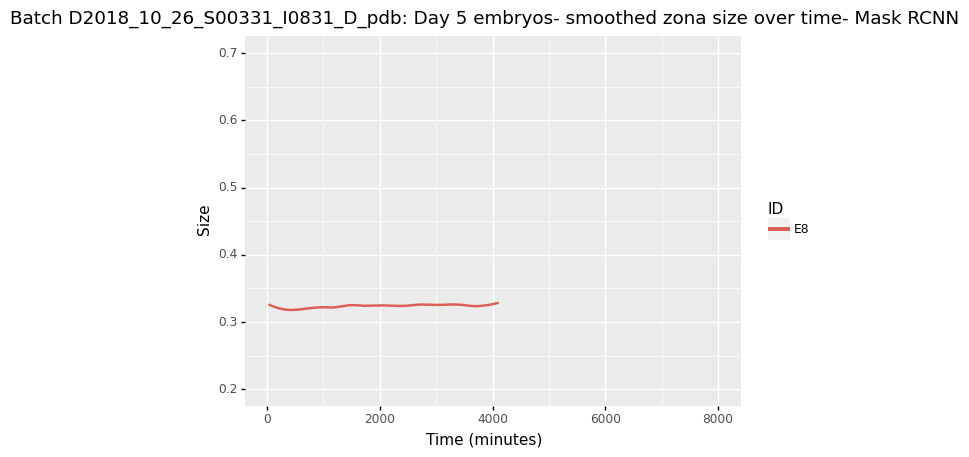 Batch D2018_10_26_S00331_I0831_D_pdb: Day 5 embryos- smoothed zona size over time- Mask RCNN
0.7
0.6
0.5
0.4
0.3
0.2
Size
0 2000 4000 6000 8000
Time (minutes)
ID
E8